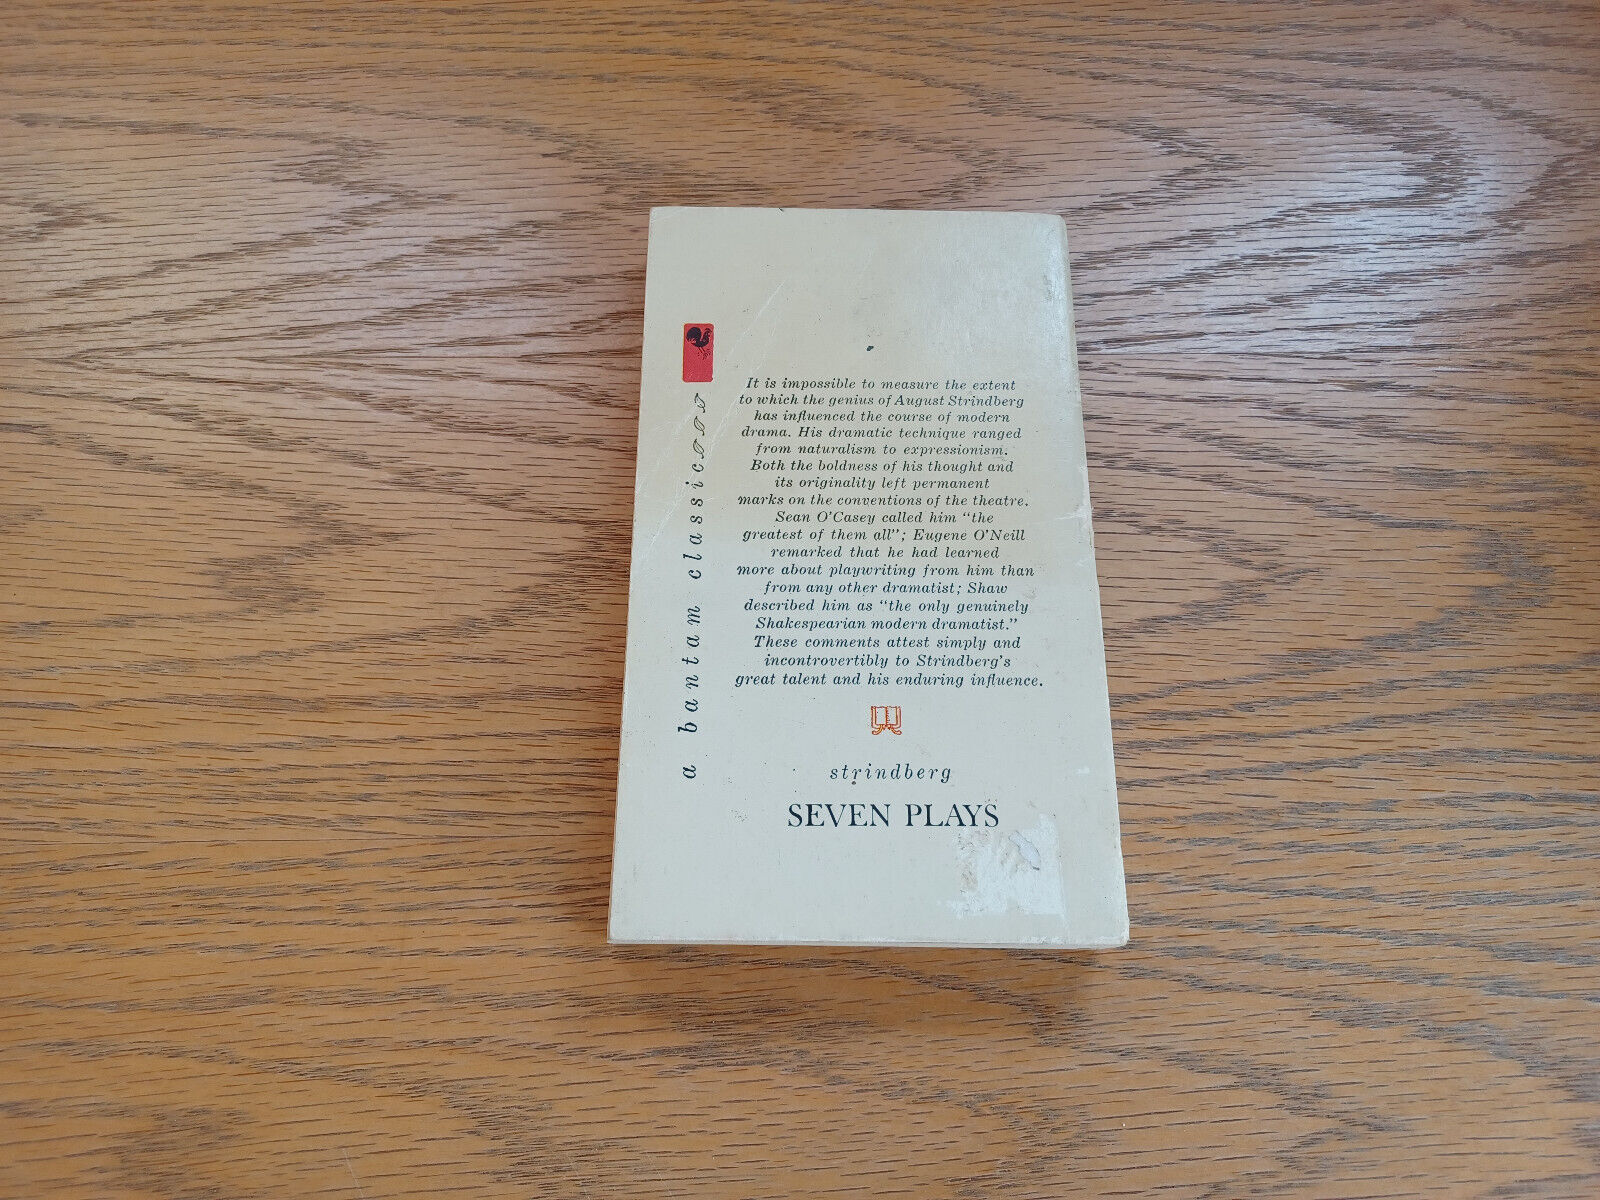 a bantam classic
It is impossible to measure the extent
to which the genius of August Strindberg
has influenced the course of modern
drama. His dramatic technique ranged
from naturalism to expressionism.
Both the boldness of his thought and
its originality left permanent
marks on the conventions of the theatre.
Sean O'Casey called him "the
greatest of them all"; Eugene O'Neill
remarked that he had learned
more about playwriting from him than
from any other dramatist; Shaw
described him as "the only genuinely
Shakespearian modern dramatist."
These comments attest simply and
incontrovertibly to Strindberg's
great talent and his enduring influence.
strindberg
SEVEN PLAYS